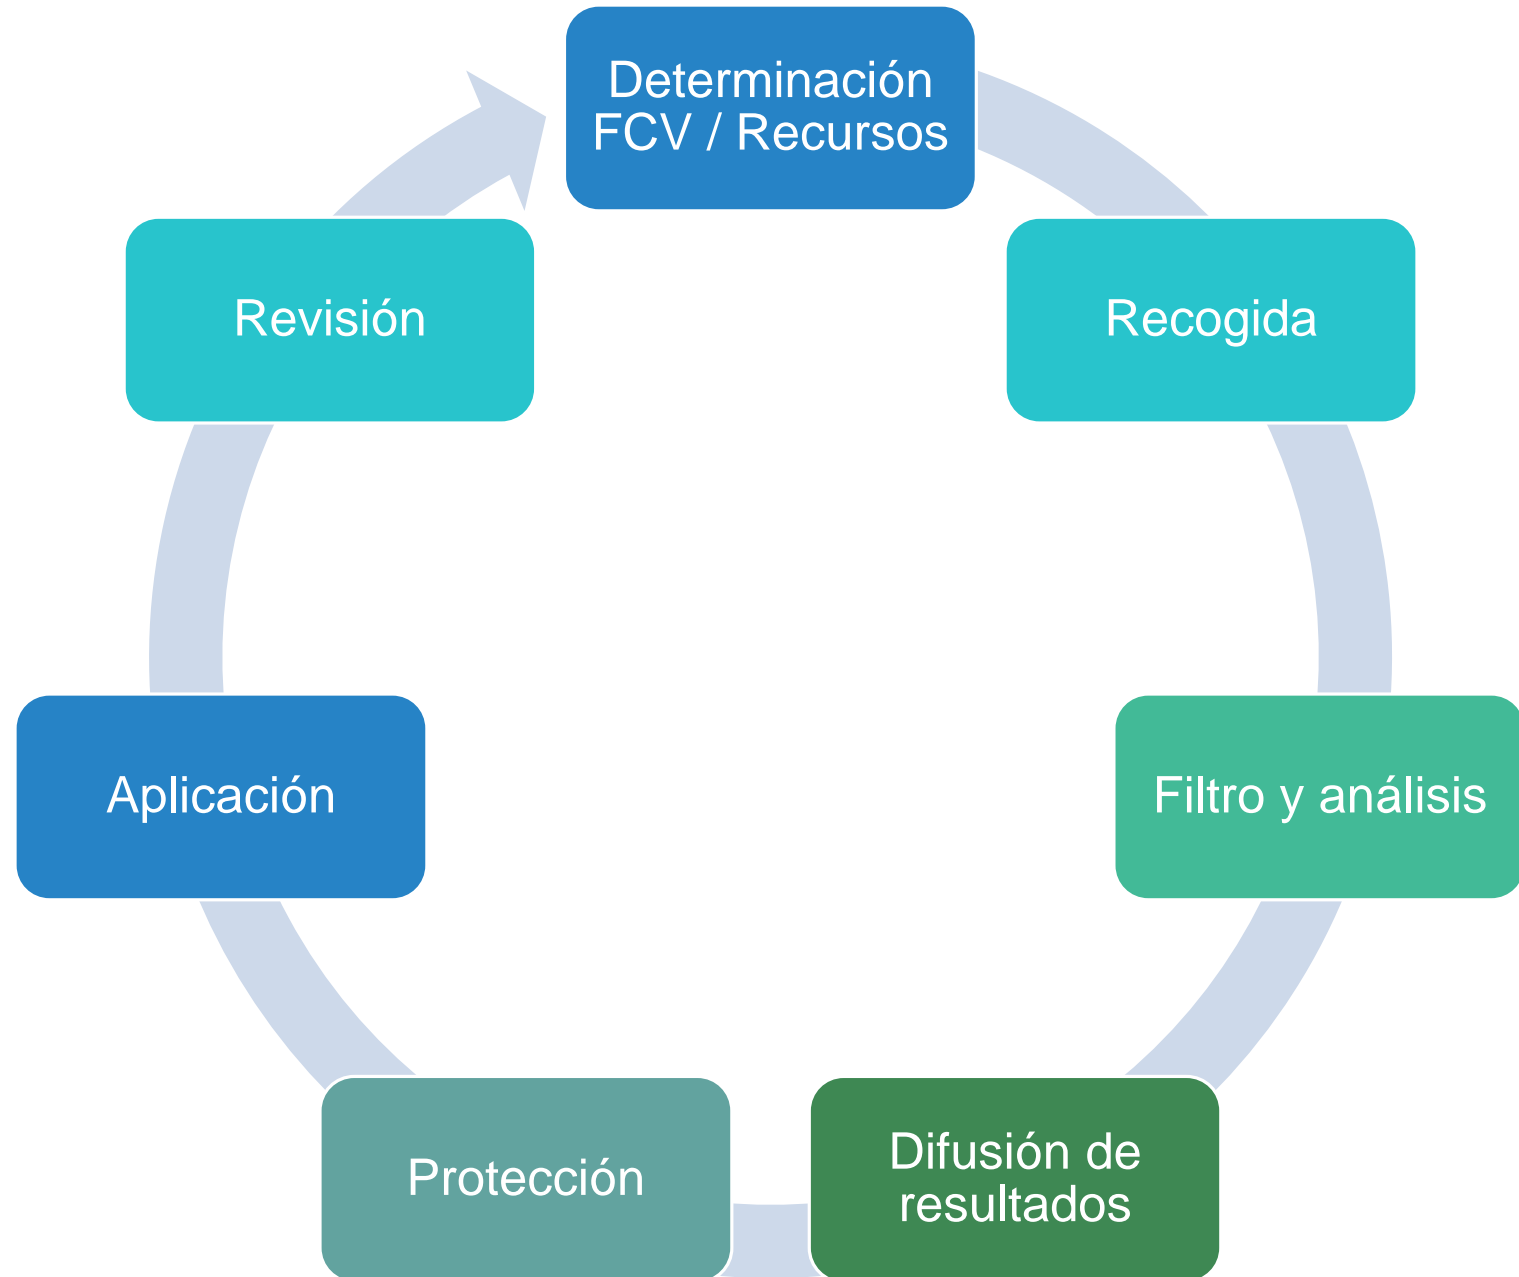 Determinación
FCV / Recursos
Recogida
Filtro y análisis
Difusión de
resultados
Protección
Aplicación
Revisión